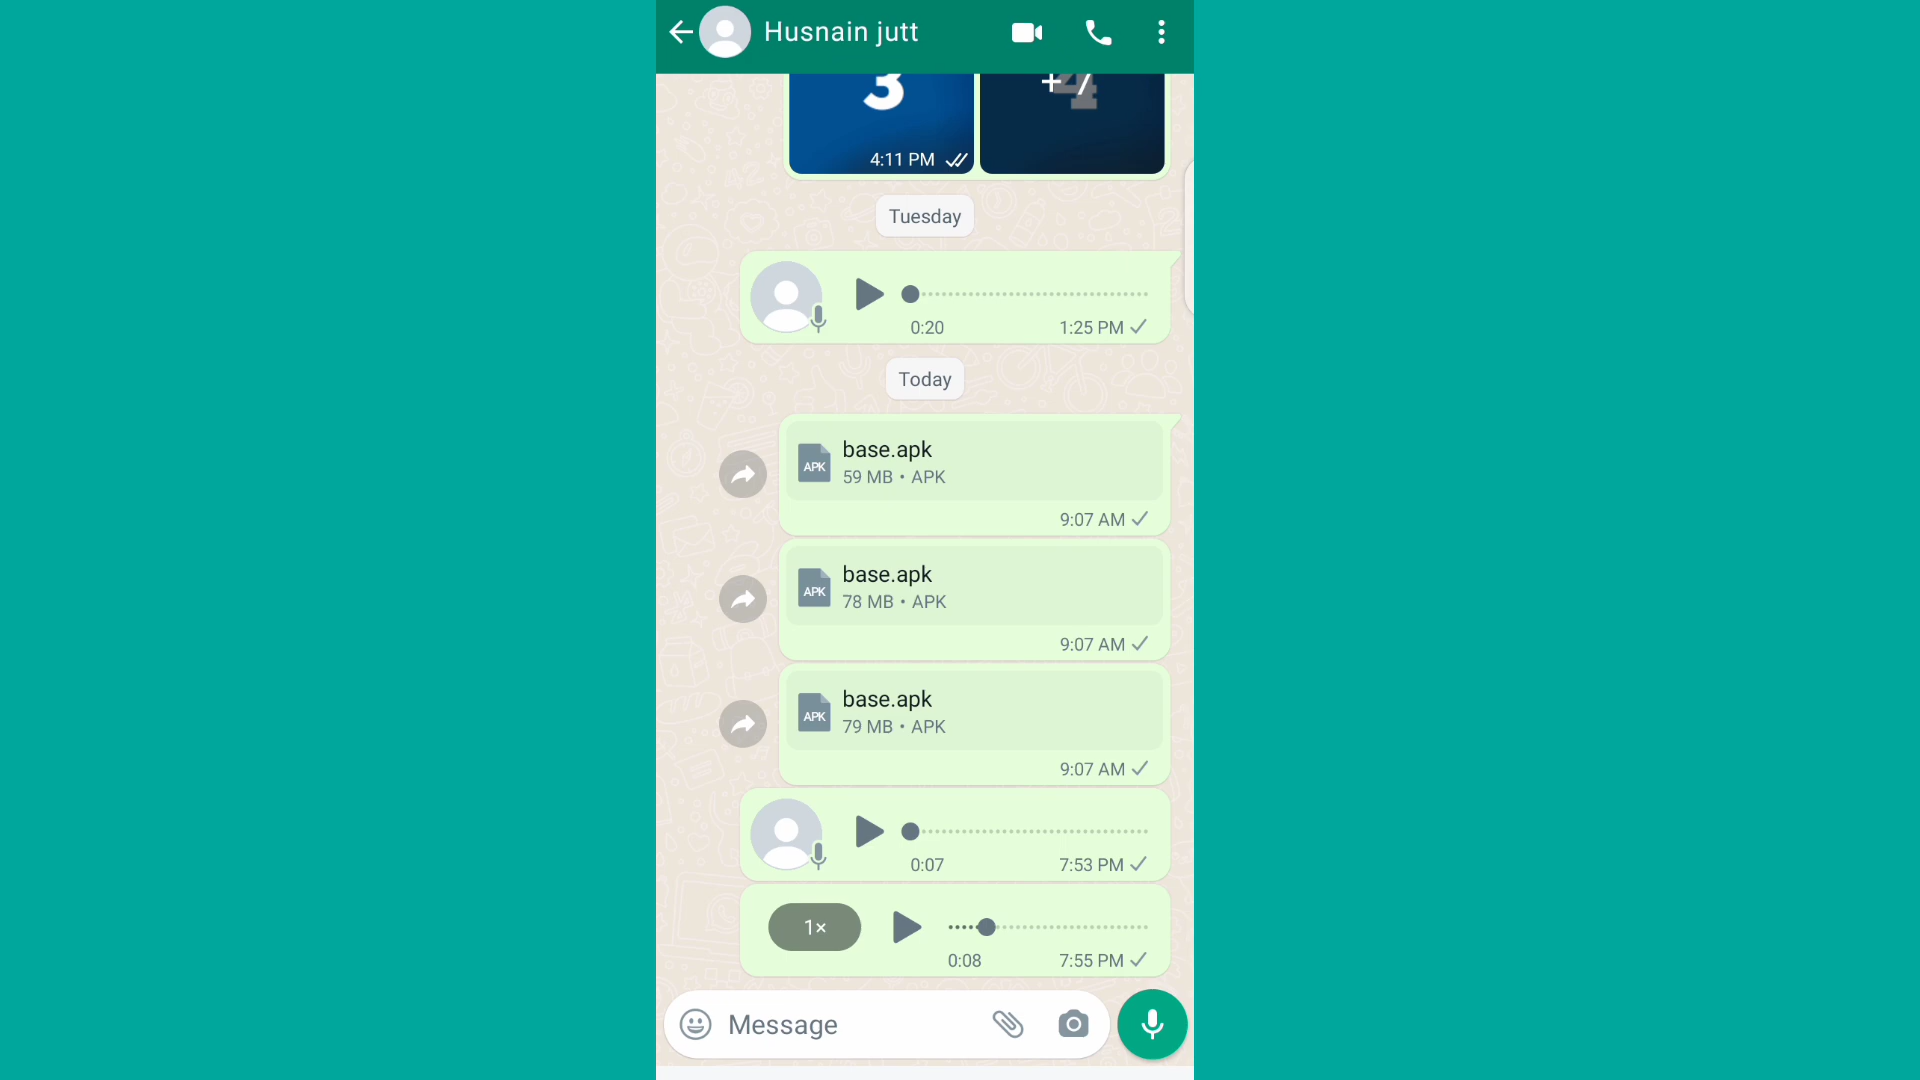 Husnain jutt
3
4
+7
4:11 PM
Tuesday
0:20
1:25 PM
Today
base.apk
APK
59 MB • APK
9:07 AM
base.apk
APK
78 MB • APK
9:07 AM
base.apk
APK
79 MB • APK
9:07 AM
0:07
7:53 PM
1×
0:08
7:55 PM
Message